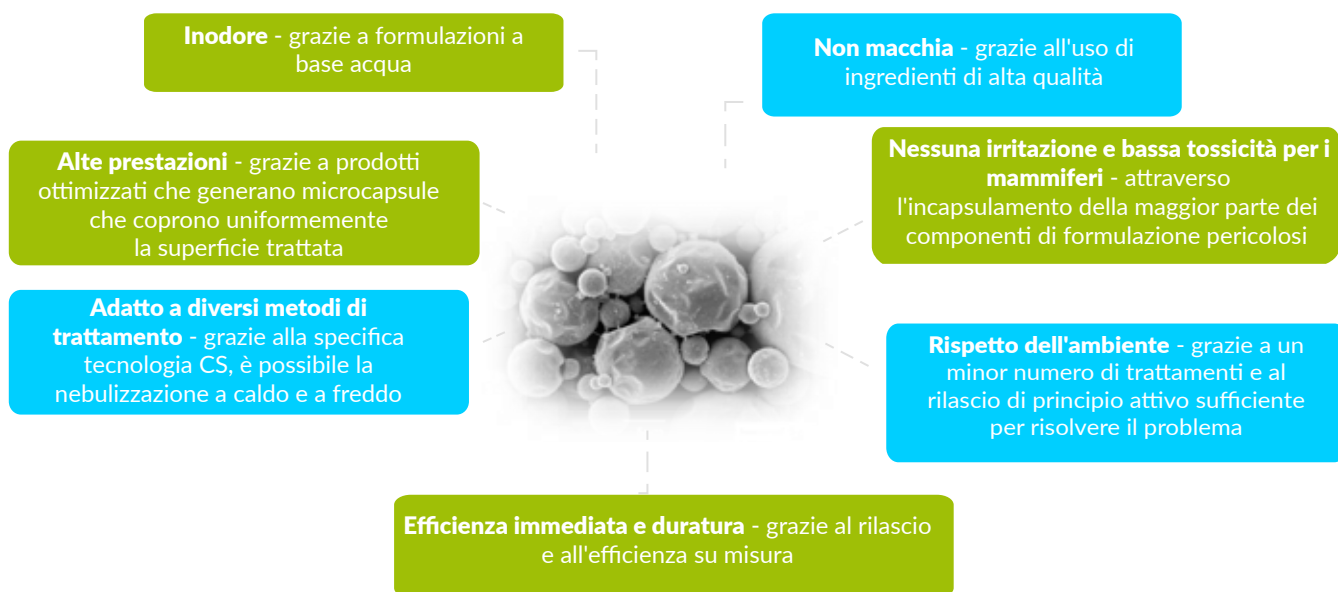 Inodore - grazie a formulazioni a
base acqua
Non macchia - grazie all'uso di
ingredienti di alta qualità
Alte prestazioni - grazie a prodotti
ottimizzati che generano microcapsule
che coprono uniformemente
la superficie trattata
Nessuna irritazione e bassa tossicità per i
mammiferi - attraverso
l'incapsulamento della maggior parte dei
componenti di formulazione pericolosi
Adatto a diversi metodi di
trattamento - grazie alla specifica
tecnologia CS, è possibile la
nebulizzazione a caldo e a freddo
Rispetto dell'ambiente - grazie a un
minor numero di trattamenti e al
rilascio di principio attivo sufficiente
per risolvere il problema
Efficienza immediata e duratura - grazie al rilascio
e all'efficienza su misura